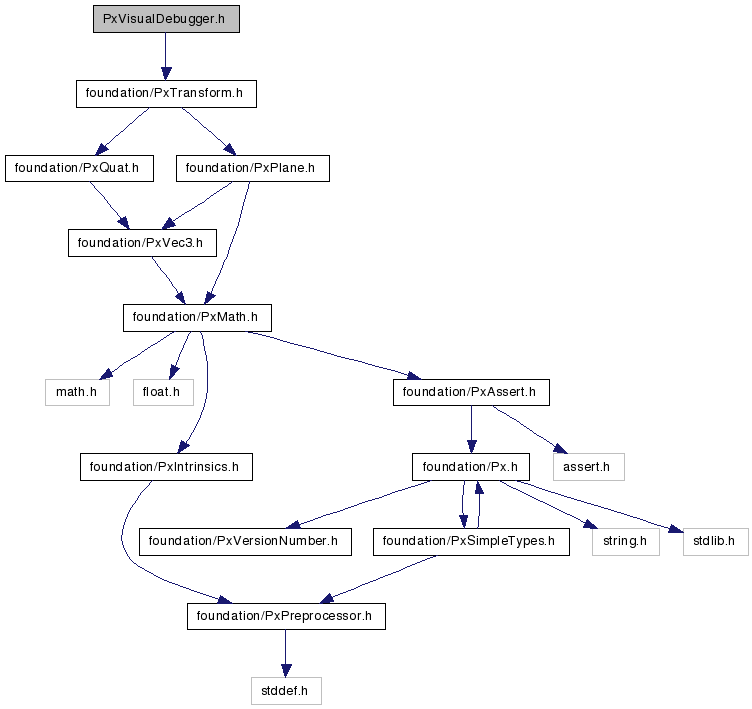 PxVisualDebugger.h
foundation/PxTransform.h
foundation/PxQuat.h
foundation/PxPlane.h
foundation/PxVec3.h
foundation/PxMath.h
math.h
float.h
foundation/PxAssert.h
foundation/PxIntrinsics.h
foundation/Px.h
assert.h
foundation/PxVersionNumber.h
foundation/PxSimpleTypes.h
string.h
stdlib.h
foundation/PxPreprocessor.h
stddef.h